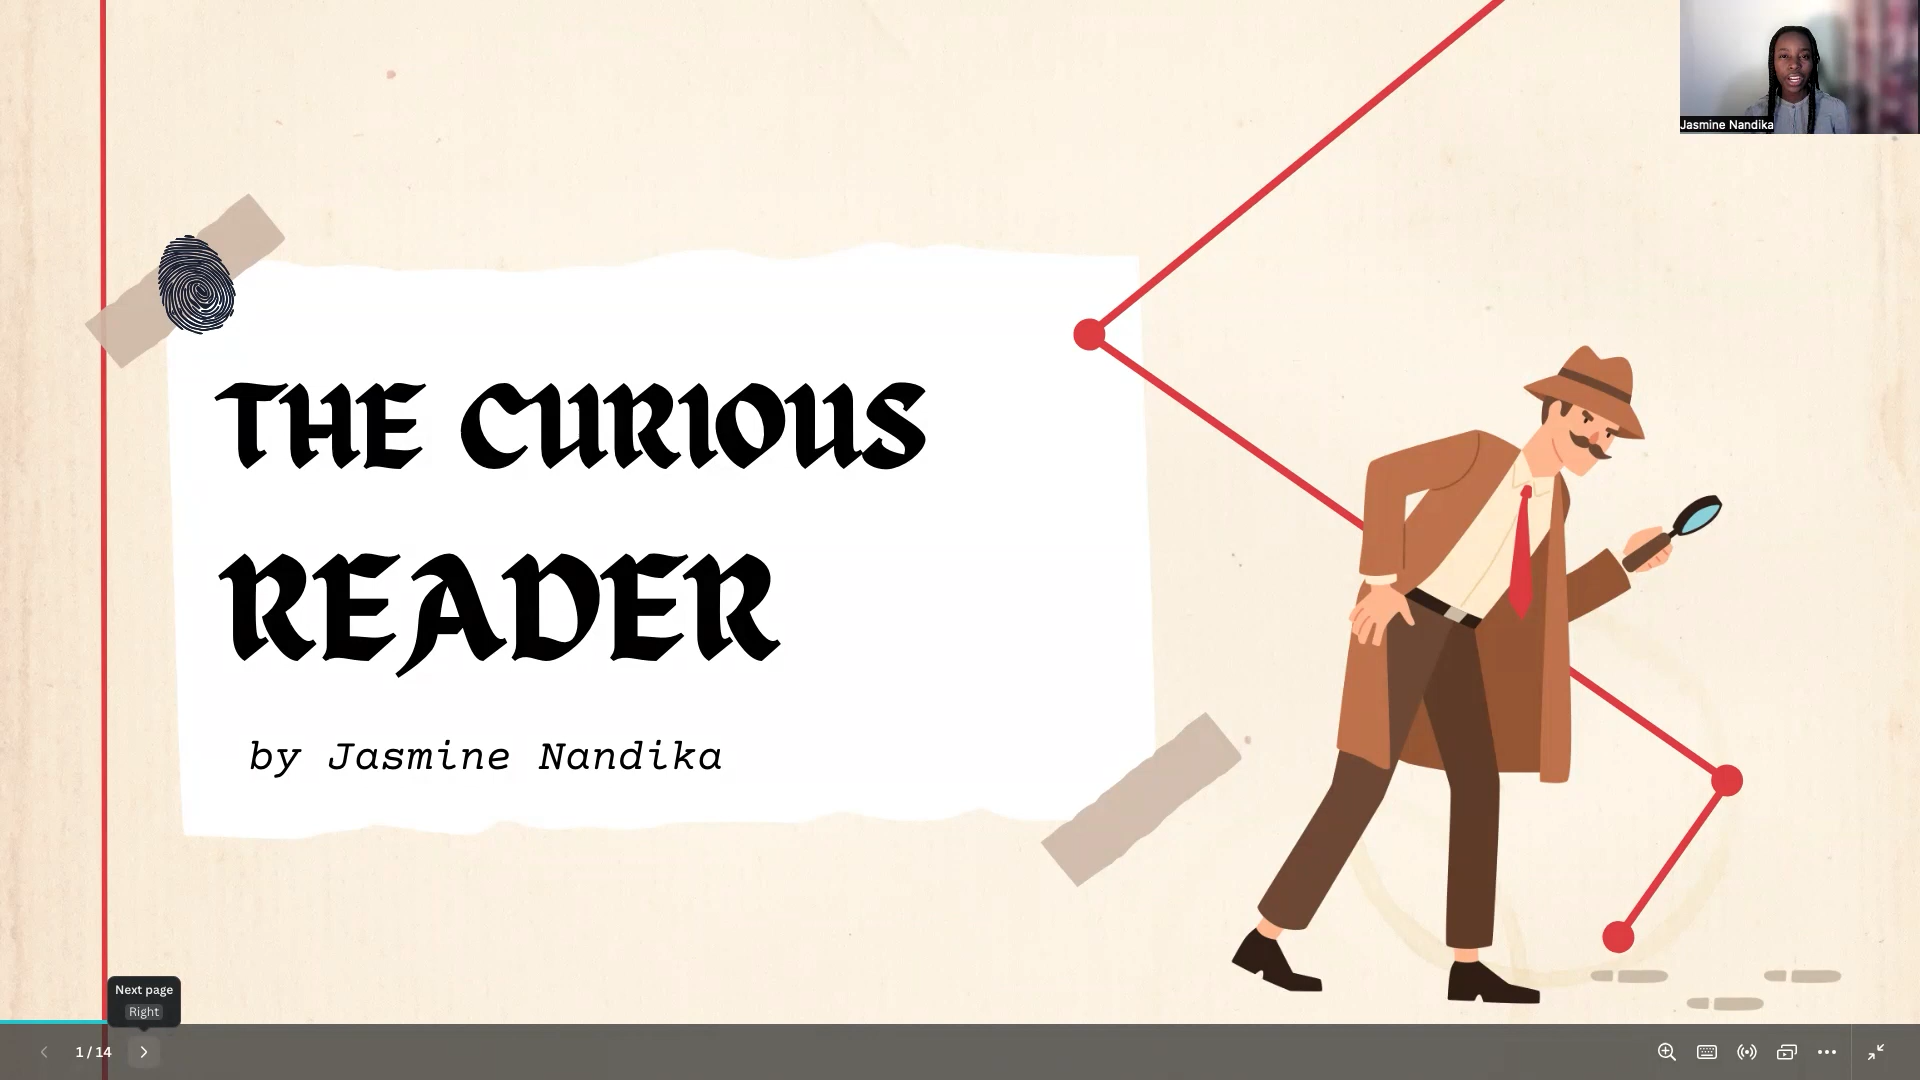 Jasmine Nandika
THE CURIOUS
READER
by Jasmine Nandika
Next page
Right
1 / 14